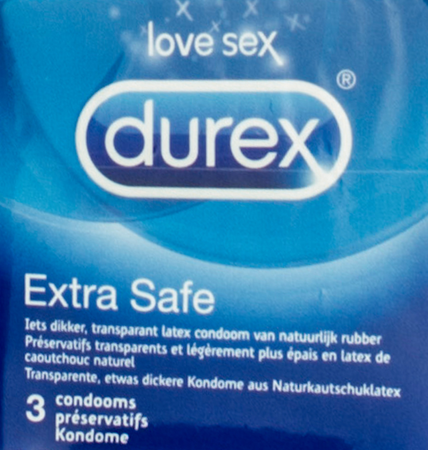 love sex
durex®
Extra Safe
Iets dikker, transparant latex condoom van natuurlijk rubber
Préservatifs transparents et légèrement plus épais en latex de
caoutchouc naturel
Transparente, etwas dickere Kondome aus Naturkautschuklatex
3 condooms
préservatifs
Kondome